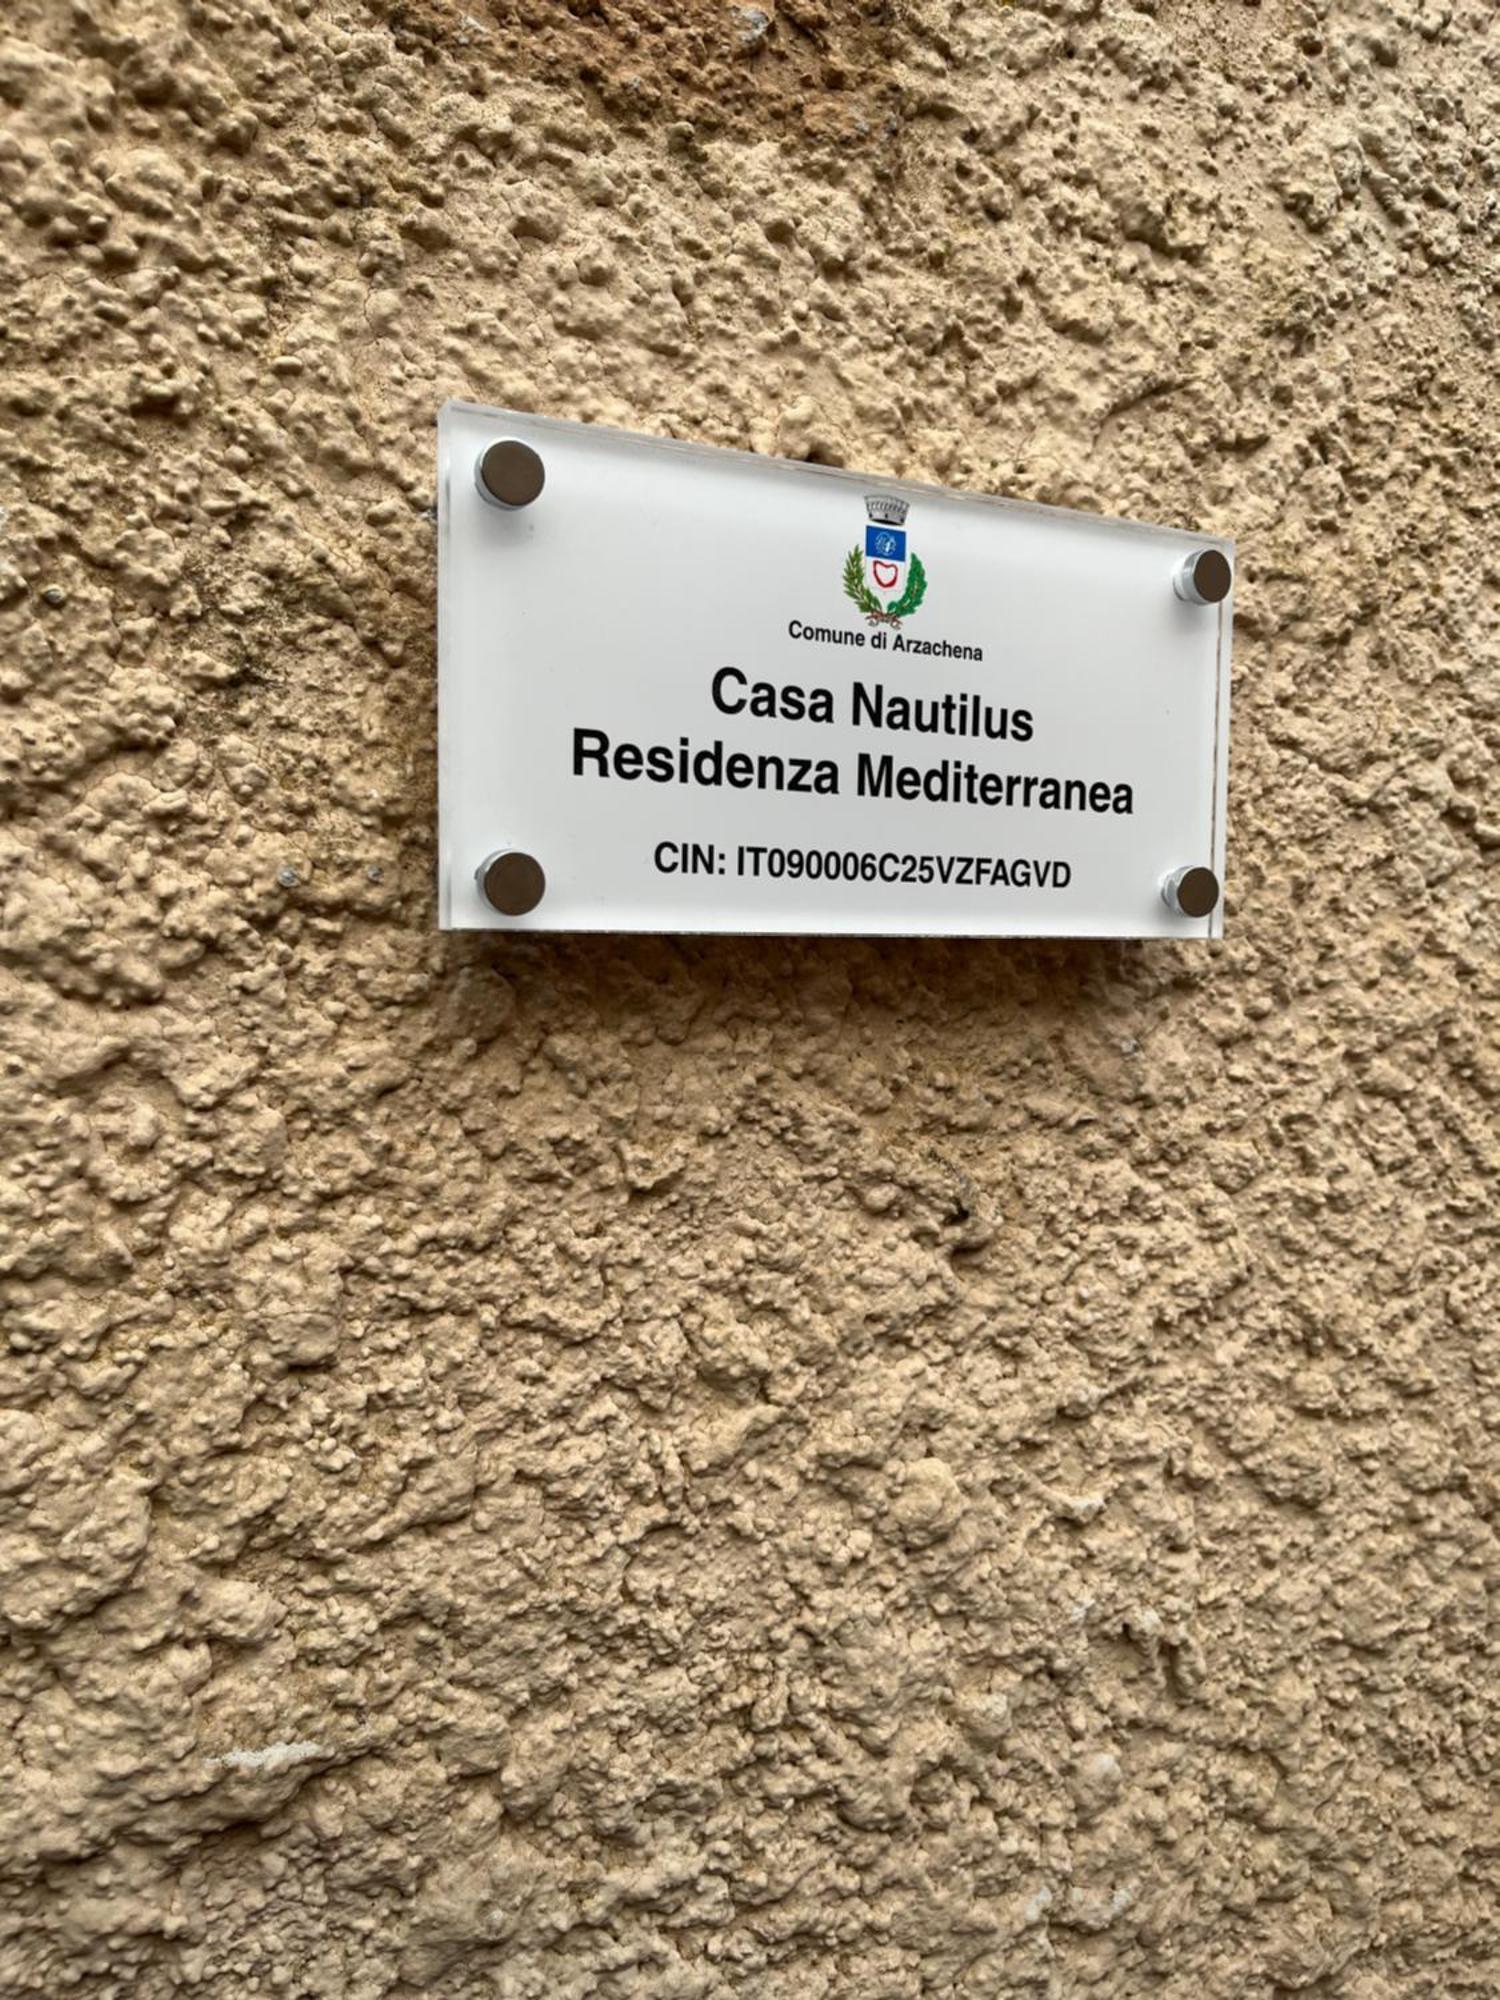 Comune di Arzachena
Casa Nautilus
Residenza Mediterranea
CIN: IT090006C25VZFAGVD